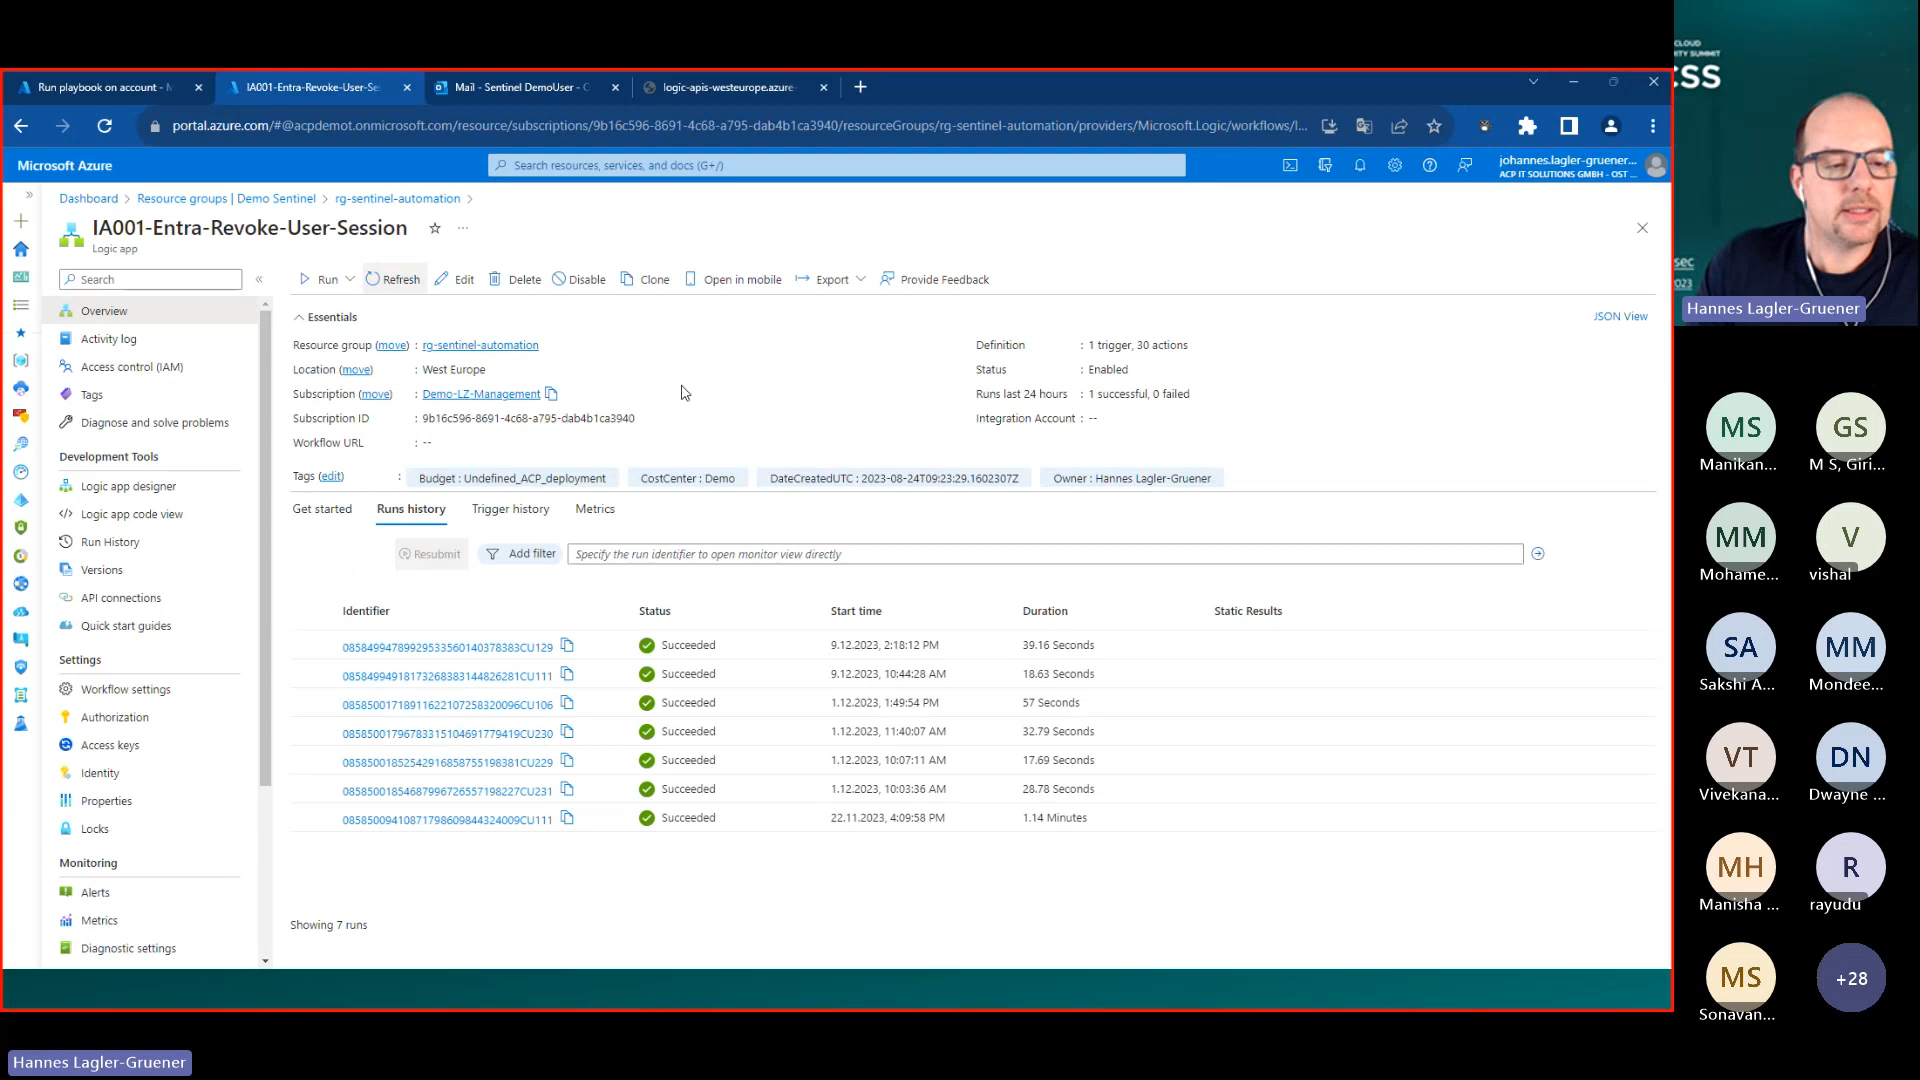 Run playbook on account - M
IA001-Entra-Revoke-User-Se
Mail - Sentinel DemoUser - O
logic-apis-westeurope.azure-
portal.azure.com/#@acpdemot.onmicrosoft.com/resource/subscriptions/9b16c596-8691-4c68-a795-dab4b1ca3940/resourceGroups/rg-sentinel-automation/providers/Microsoft.Logic/workflows/I...
Microsoft Azure
Search resources, services, and docs (G+/)
johannes.lagler-gruener...
ACP IT SOLUTIONS GMBH - OST ...
Dashboard > Resource groups | Demo Sentinel > rg-sentinel-automation >
IA001-Entra-Revoke-User-Session
Logic app
Search
Run
Refresh
Edit
Delete
Disable
Clone
Open in mobile
Export
Provide Feedback
Overview
Activity log
Access control (IAM)
Tags
Diagnose and solve problems
Development Tools
Logic app designer
Logic app code view
Run History
Versions
API connections
Quick start guides
Settings
Workflow settings
Authorization
Access keys
Identity
Properties
Locks
Monitoring
Alerts
Metrics
Diagnostic settings
Essentials
JSON View
Resource group (move) : rg-sentinel-automation
Location (move) : West Europe
Subscription (move) : Demo-LZ-Management
Subscription ID : 9b16c596-8691-4c68-a795-dab4b1ca3940
Workflow URL : --
Definition : 1 trigger, 30 actions
Status : Enabled
Runs last 24 hours : 1 successful, 0 failed
Integration Account : --
Tags (edit) : Budget : Undefined_ACP_deployment CostCenter : Demo DateCreatedUTC : 2023-08-24T09:23:29.1602307Z Owner : Hannes Lagler-Gruener
Get started Runs history Trigger history Metrics
Resubmit Add filter Specify the run identifier to open monitor view directly
Identifier Status Start time Duration Static Results
08584994789929533560140378383CU129 Succeeded 9.12.2023, 2:18:12 PM 39.16 Seconds
08584994918173268383144826281CU111 Succeeded 9.12.2023, 10:44:28 AM 18.63 Seconds
08585001718911622107258320096CU106 Succeeded 1.12.2023, 1:49:54 PM 57 Seconds
08585001796783315104691779419CU230 Succeeded 1.12.2023, 11:40:07 AM 32.79 Seconds
08585001852542916858755198381CU229 Succeeded 1.12.2023, 10:07:11 AM 17.69 Seconds
08585001854687996726557198227CU231 Succeeded 1.12.2023, 10:03:36 AM 28.78 Seconds
08585009410871798609844324009CU111 Succeeded 22.11.2023, 4:09:58 PM 1.14 Minutes
Showing 7 runs
CLOUD
ITY SUMMIT
CSS
sec
2023
Hannes Lagler-Gruener
MS
Manikan...
GS
M S, Giri...
MM
Mohame...
V
vishal
SA
Sakshi A...
MM
Mondee...
VT
Vivekana...
DN
Dwayne ...
MH
Manisha ...
R
rayudu
MS
Sonavan...
+28
Hannes Lagler-Gruener